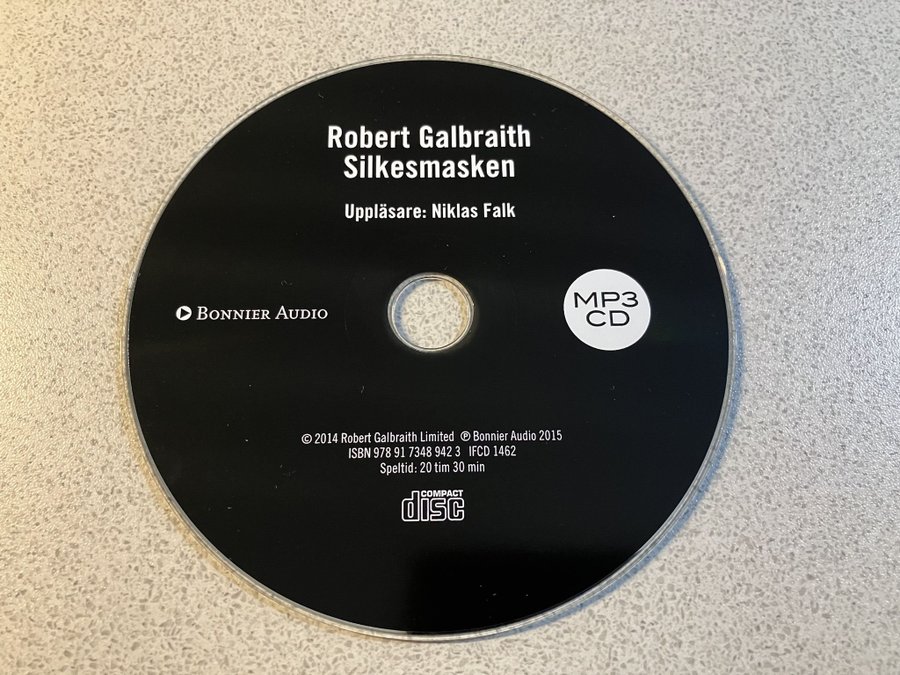 Robert Galbraith
Silkesmasken
Uppläsare: Niklas Falk
BONNIER AUDIO
MP3
CD
© 2014 Robert Galbraith Limited ℗ Bonnier Audio 2015
ISBN 978 91 7348 942 3 IFCD 1462
Speltid: 20 tim 30 min
COMPACT
disc